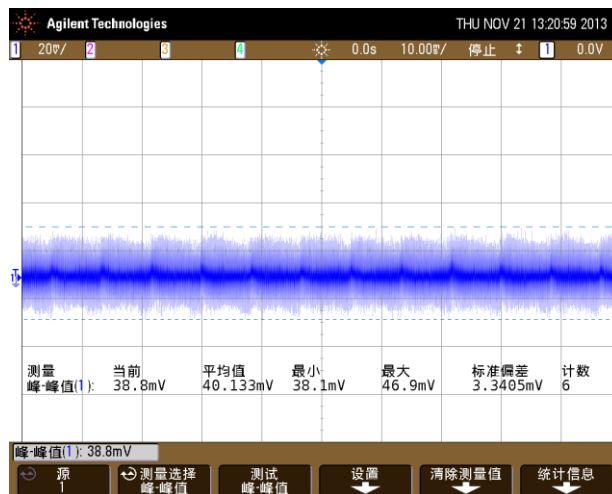 Agilent Technologies THU NOV 21 13:20:59 2013
1 20▽/ 2 3 4 0.0s 10.00▽/ 停止 ↕ 1 0.0V
测量 当前 平均值 最小 最大 标准偏差 计数
峰-峰值(1): 38.8mV 40.133mV 38.1mV 46.9mV 3.3405mV 6
峰-峰值(1): 38.8mV
源 测量选择 测试 设置 清除测量值 统计信息
1 峰-峰值 峰-峰值